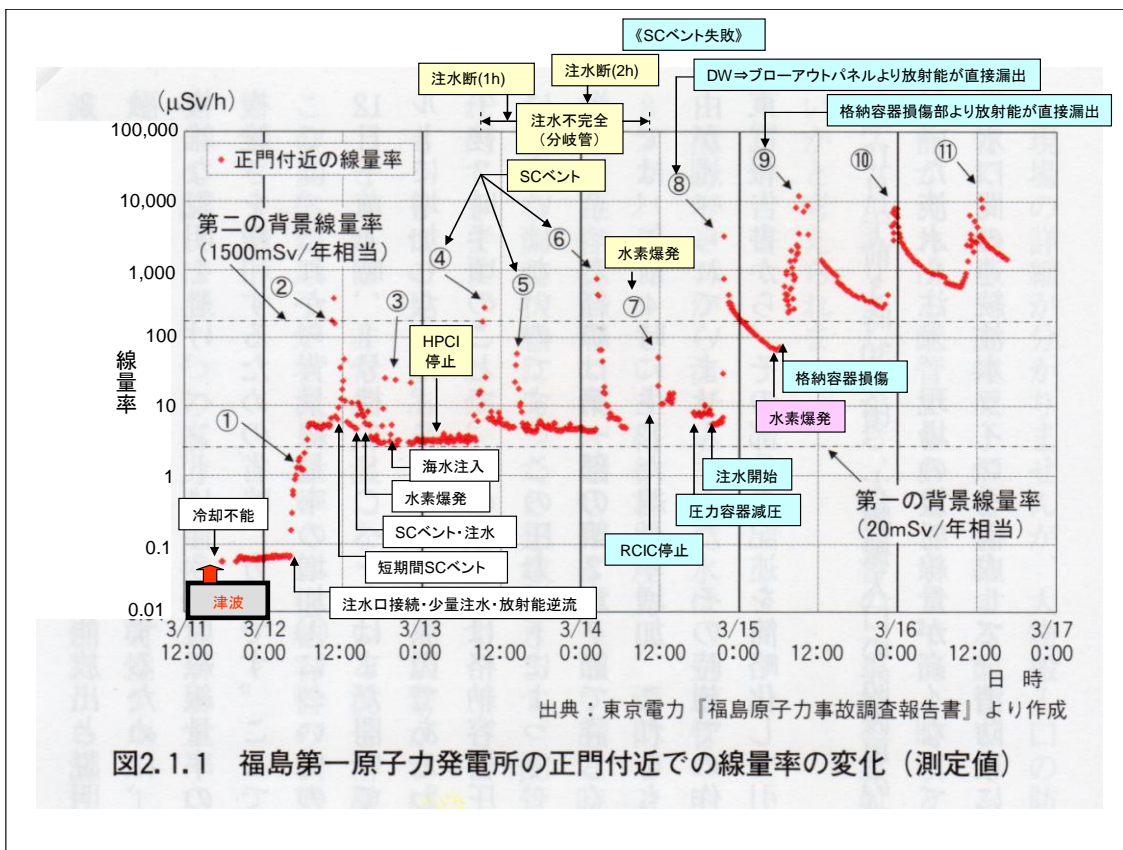 《SCベント失敗》
注水断(1h)
注水断(2h)
DW⇒ブローアウトパネルより放射能が直接漏出
格納容器損傷部より放射能が直接漏出
注水不完全
(分岐管)
SCベント
水素爆発
(μSv/h)
100,000
10,000
1,000
100
10
1
0.1
0.01
線量率
正門付近の線量率
第二の背景線量率
(1500mSv/年相当)
①
②
③
④
⑤
⑥
⑦
⑧
⑨
⑩
⑪
HPCI
停止
格納容器損傷
水素爆発
海水注入
水素爆発
SCベント・注水
短期間SCベント
注水口接続・少量注水・放射能逆流
冷却不能
津波
注水開始
圧力容器減圧
RCIC停止
第一の背景線量率
(20mSv/年相当)
3/11 3/12 3/13 3/14 3/15 3/16 3/17
12:00 0:00 12:00 0:00 12:00 0:00 12:00 0:00 12:00 0:00 12:00 0:00
日 時
出典：東京電力『福島原子力事故調査報告書』より作成
図2.1.1 福島第一原子力発電所の正門付近での線量率の変化（測定値）